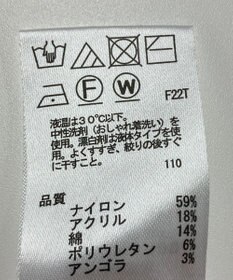 F
W
F22T
液温は30℃以下。
中性洗剤（おしゃれ着洗い）を使
用。漂白剤は液体タイプを使
用。よくすすぎ、絞りの後すぐ
に干すこと。
110
品質
ナイロン 59%
アクリル 18%
綿 14%
ポリウレタン 6%
アンゴラ 3%